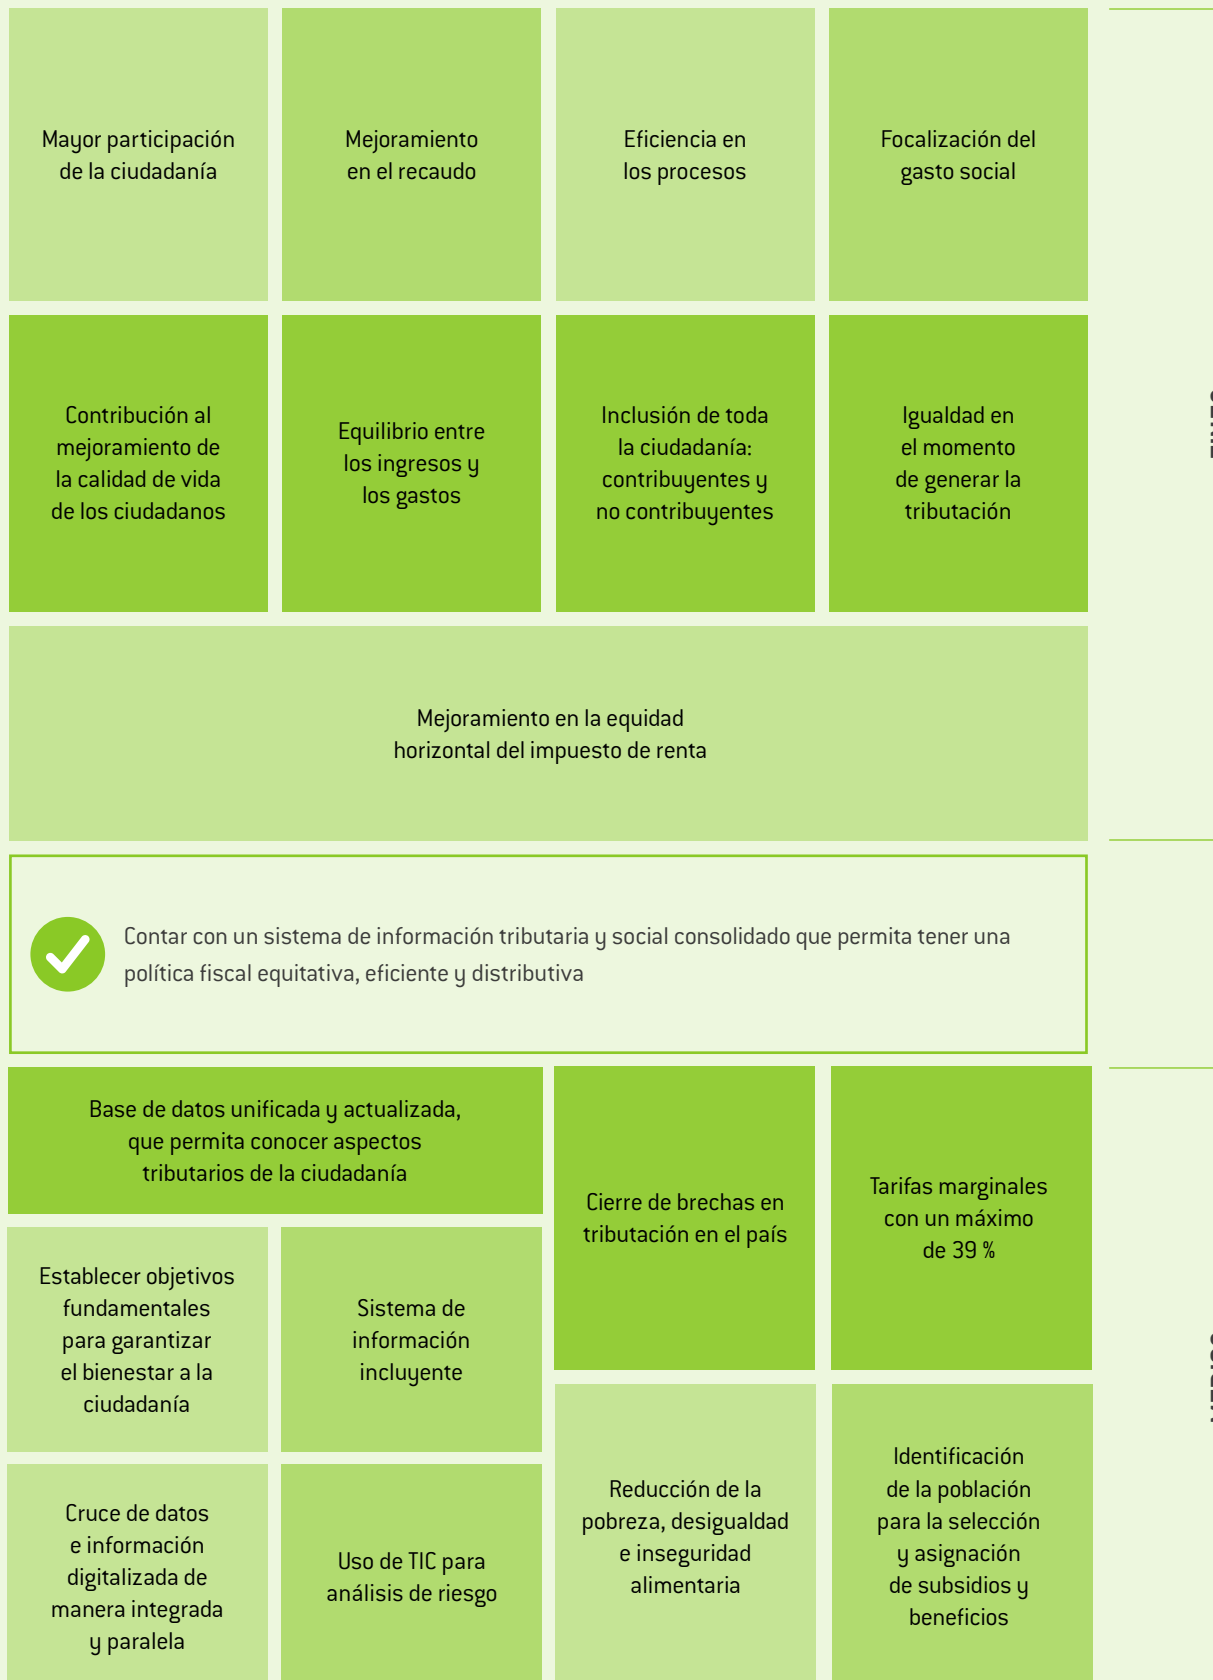 Mayor participación
de la ciudadanía
Mejoramiento
en el recaudo
Eficiencia en
los procesos
Focalización del
gasto social
Contribución al
mejoramiento de
la calidad de vida
de los ciudadanos
Equilibrio entre
los ingresos y
los gastos
Inclusión de toda
la ciudadanía:
contribuyentes y
no contribuyentes
Igualdad en
el momento
de generar la
tributación
Mejoramiento en la equidad
horizontal del impuesto de renta
Contar con un sistema de información tributaria y social consolidado que permita tener una
política fiscal equitativa, eficiente y distributiva
Base de datos unificada y actualizada,
que permita conocer aspectos
tributarios de la ciudadanía
Cierre de brechas en
tributación en el país
Tarifas marginales
con un máximo
de 39 %
Establecer objetivos
fundamentales
para garantizar
el bienestar a la
ciudadanía
Sistema de
información
incluyente
Cruce de datos
e información
digitalizada de
manera integrada
y paralela
Uso de TIC para
análisis de riesgo
Reducción de la
pobreza, desigualdad
e inseguridad
alimentaria
Identificación
de la población
para la selección
y asignación
de subsidios y
beneficios